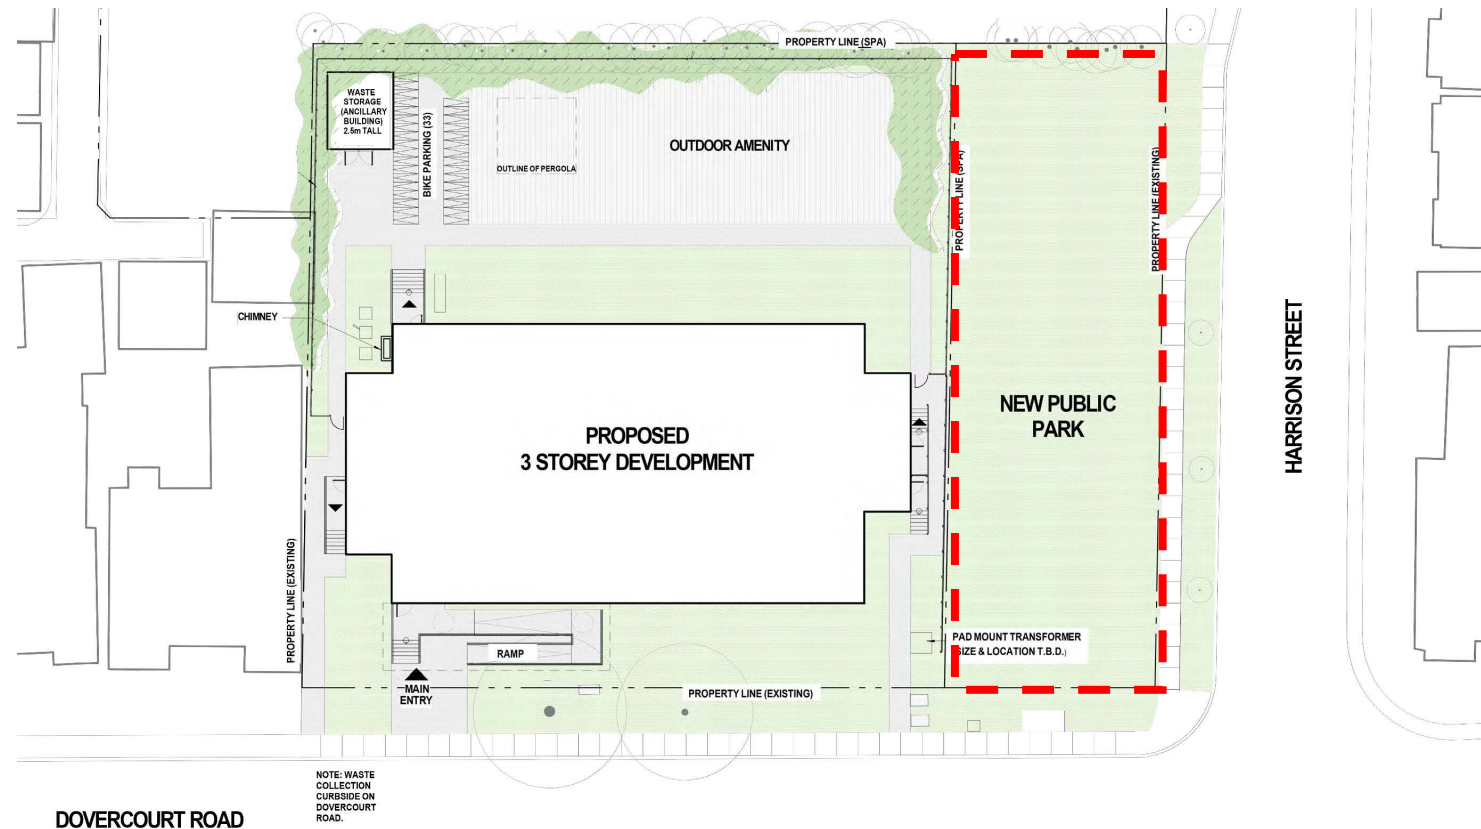 PROPERTY LINE (SPA)
WASTE
STORAGE
(ANCILLARY
BUILDING)
2.5m TALL
BIKE PARKING (33)
OUTLINE OF PERGOLA
OUTDOOR AMENITY
PROPERTY LINE (SPA)
PROPERTY LINE (EXISTING)
CHIMNEY
HARRISON STREET
NEW PUBLIC
PARK
PROPOSED
3 STOREY DEVELOPMENT
PROPERTY LINE (EXISTING)
RAMP
PAD MOUNT TRANSFORMER
SIZE & LOCATION T.B.D.)
MAIN
ENTRY
PROPERTY LINE (EXISTING)
NOTE: WASTE
COLLECTION
CURBSIDE ON
DOVERCOURT
ROAD.
DOVERCOURT ROAD